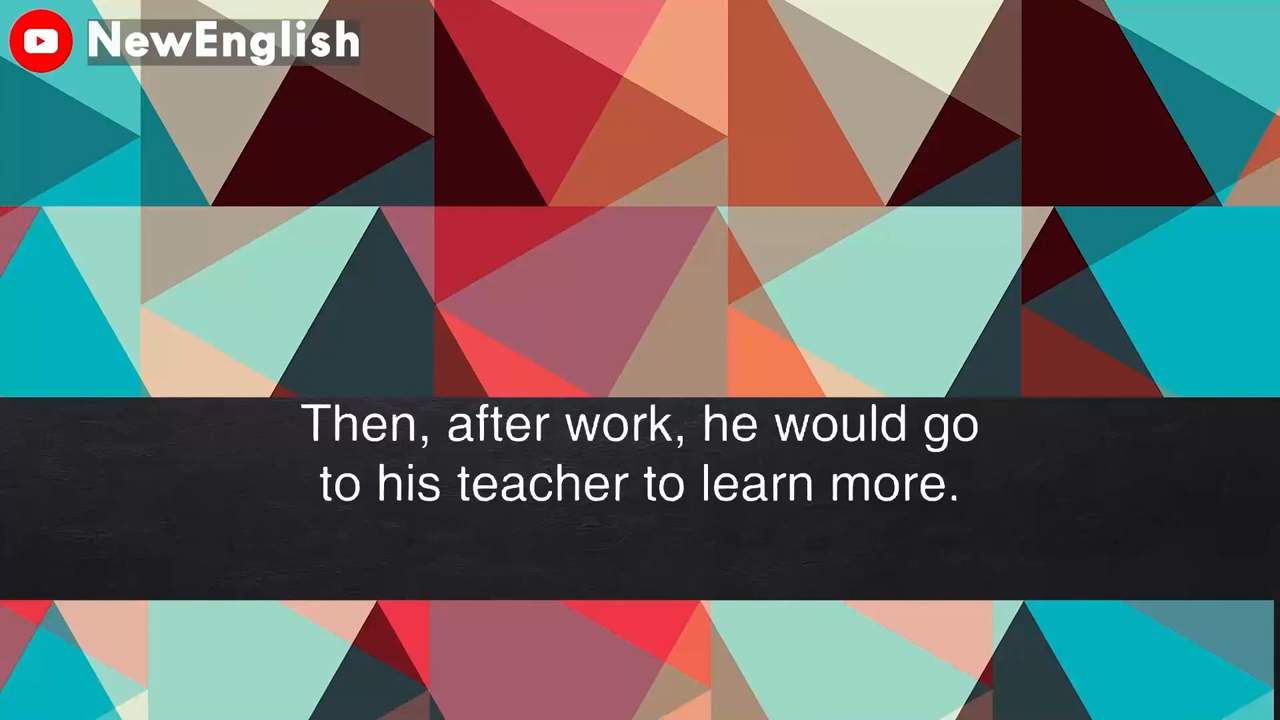 NewEnglish
Then, after work, he would go
to his teacher to learn more.